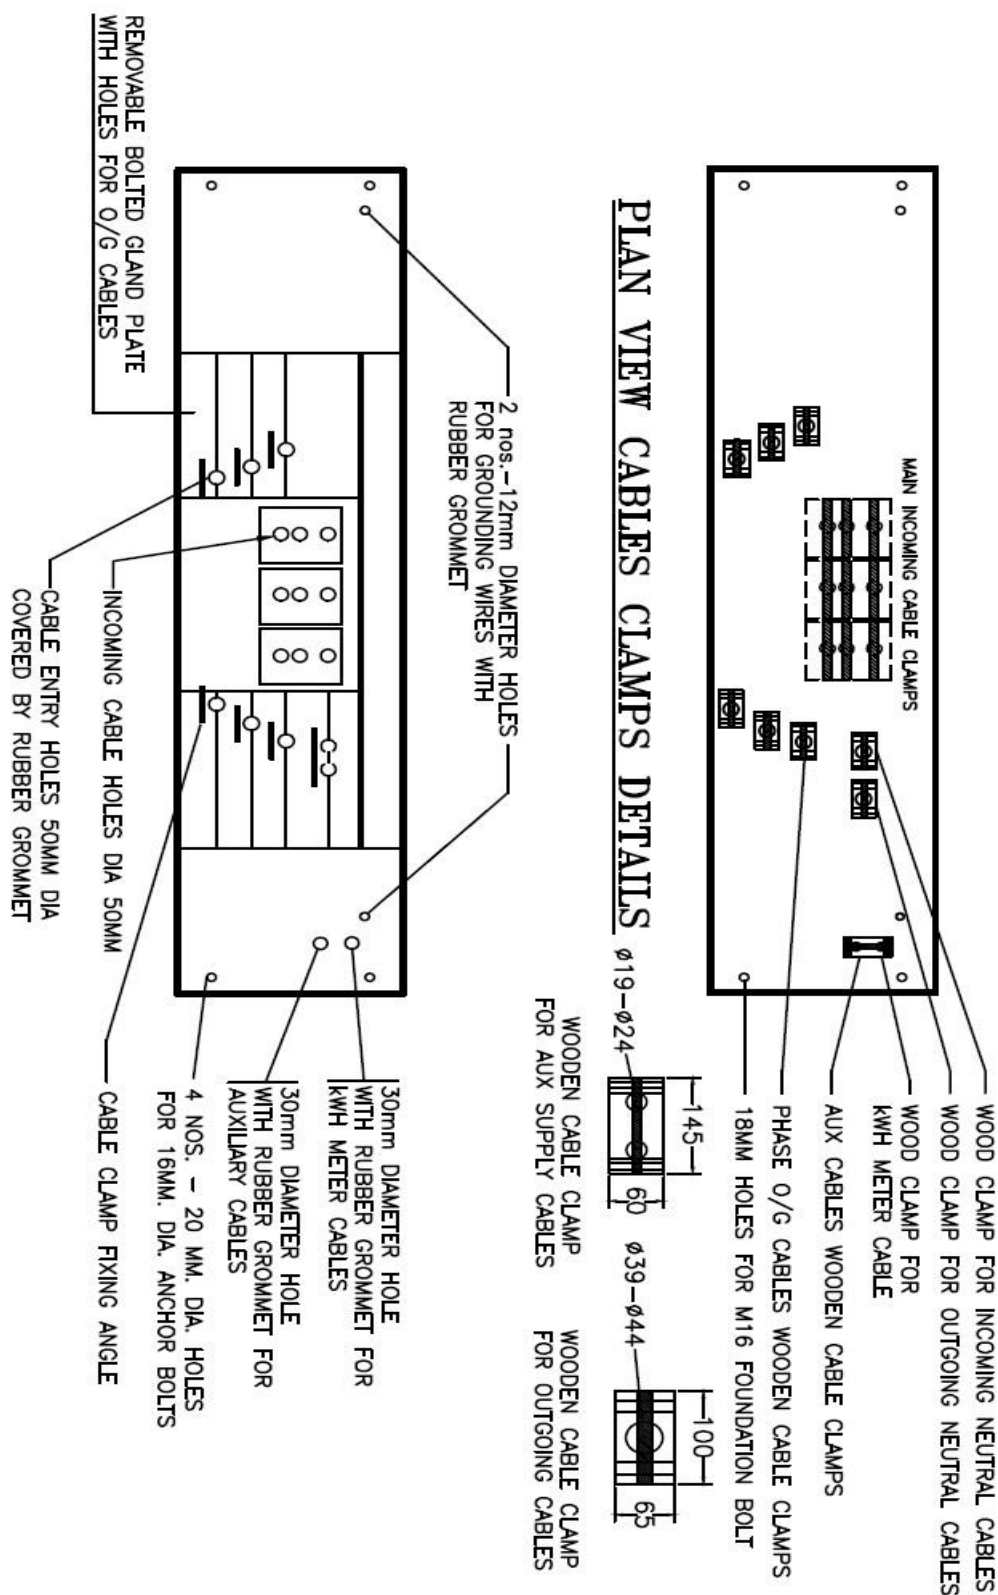 WOOD CLAMP FOR INCOMING NEUTRAL CABLES
WOOD CLAMP FOR OUTGOING NEUTRAL CABLES
WOOD CLAMP FOR
kWH METER CABLE
AUX CABLES WOODEN CABLE CLAMPS
PHASE O/G CABLES WOODEN CABLE CLAMPS
18MM HOLES FOR M16 FOUNDATION BOLT
MAIN INCOMING CABLE CLAMPS
PLAN VIEW CABLES CLAMPS DETAILS
Ø19-Ø24
145
60
WOODEN CABLE CLAMP
FOR AUX SUPPLY CABLES
Ø39-Ø44
100
65
WOODEN CABLE CLAMP
FOR OUTGOING CABLES
2 nos.-12mm DIAMETER HOLES
FOR GROUNDING WIRES WITH
RUBBER GROMMET
30mm DIAMETER HOLE
WITH RUBBER GROMMET FOR
kWH METER CABLES
30mm DIAMETER HOLE
WITH RUBBER GROMMET FOR
AUXILIARY CABLES
4 NOS. - 20 MM. DIA. HOLES
FOR 16MM. DIA. ANCHOR BOLTS
CABLE CLAMP FIXING ANGLE
REMOVABLE BOLTED GLAND PLATE
WITH HOLES FOR O/G CABLES
INCOMING CABLE HOLES DIA 50MM
CABLE ENTRY HOLES 50MM DIA
COVERED BY RUBBER GROMMET